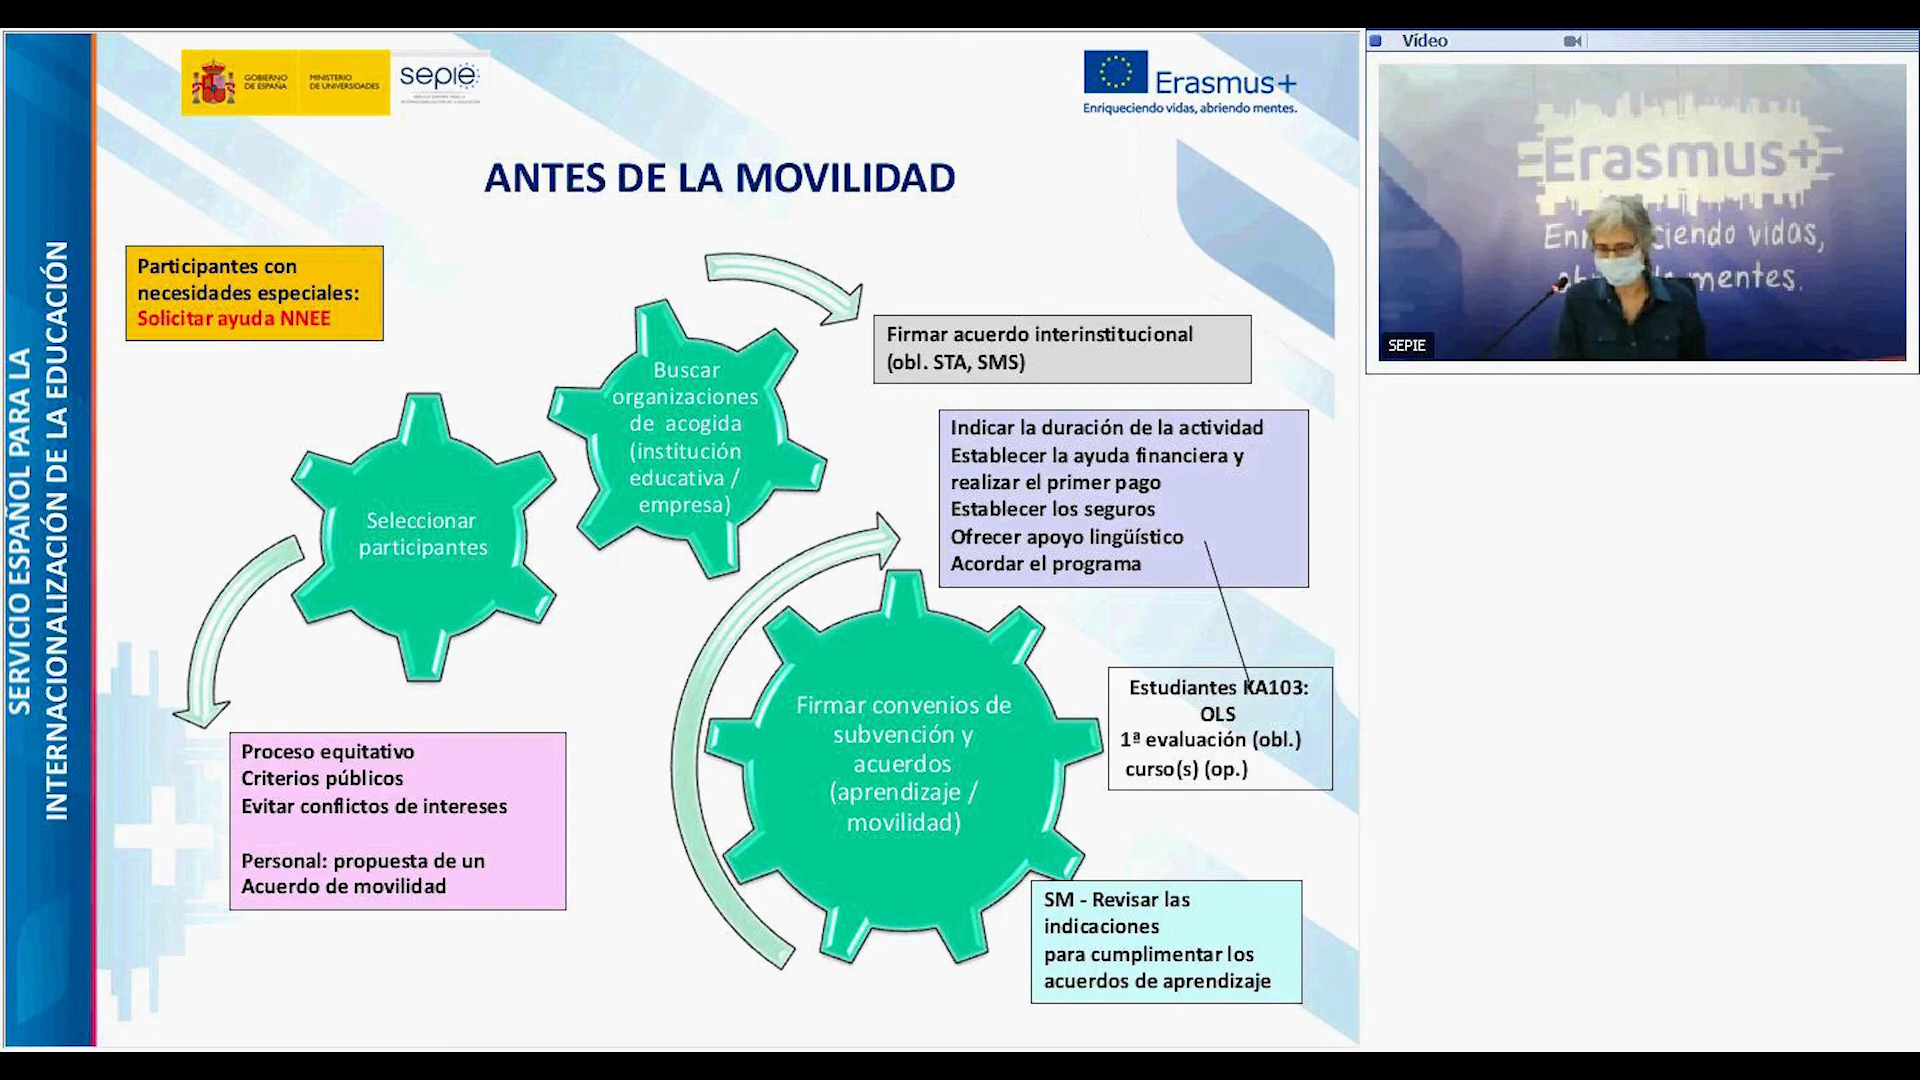 SERVICIO ESPAÑOL PARA LA
INTERNACIONALIZACIÓN DE LA EDUCACIÓN
GOBIERNO
DE ESPAÑA
MINISTERIO
DE UNIVERSIDADES
sepie
Erasmus+
Enriqueciendo vidas, abriendo mentes.
ANTES DE LA MOVILIDAD
Participantes con
necesidades especiales:
Solicitar ayuda NNEE
Buscar
organizaciones
de acogida
(institución
educativa /
empresa)
Firmar acuerdo interinstitucional
(obl. STA, SMS)
Seleccionar
participantes
Indicar la duración de la actividad
Establecer la ayuda financiera y
realizar el primer pago
Establecer los seguros
Ofrecer apoyo lingüístico
Acordar el programa
Estudiantes KA103:
OLS
1ª evaluación (obl.)
curso(s) (op.)
Firmar convenios de
subvención y
acuerdos
(aprendizaje /
movilidad)
Proceso equitativo
Criterios públicos
Evitar conflictos de intereses
Personal: propuesta de un
Acuerdo de movilidad
SM - Revisar las
indicaciones
para cumplimentar los
acuerdos de aprendizaje
Vídeo
Erasmus+
ciendo vidas,
mentes.
SEPIE